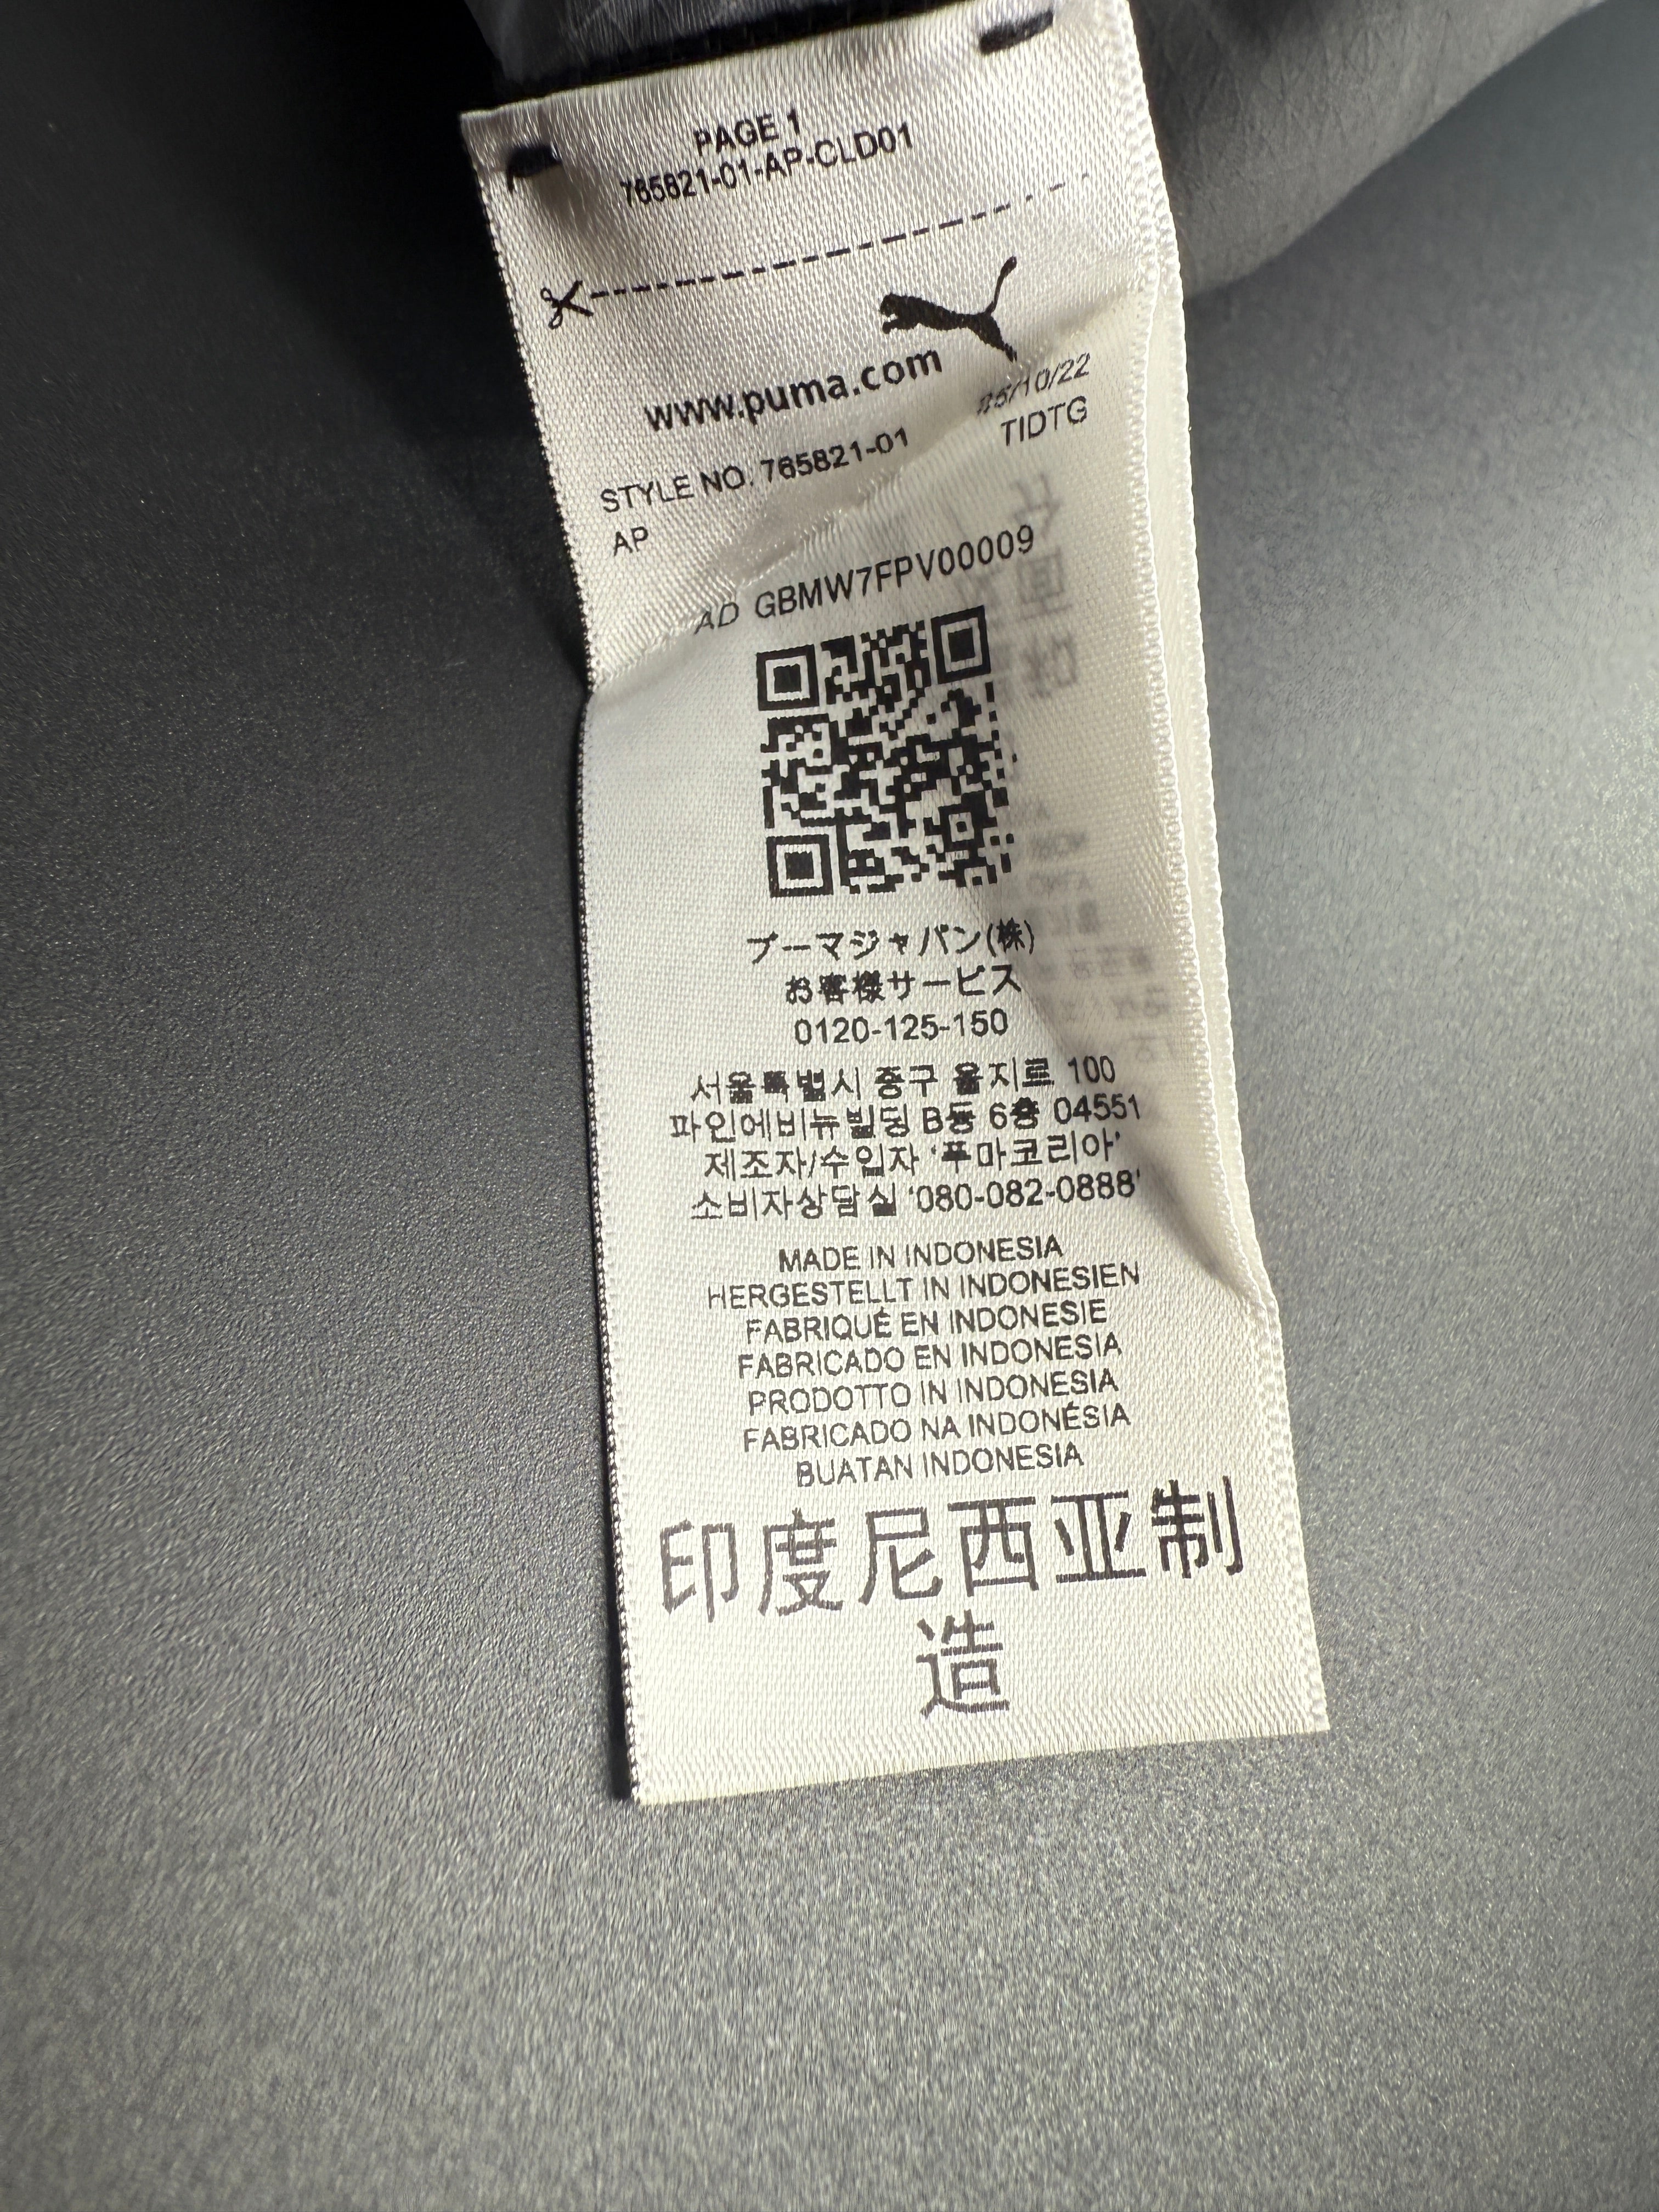 PAGE 1
765821-01-AP-CLD01
www.puma.com
/10/22
STYLE NO. 765821-01
TIDTG
AP
AD GBMW7FPV00009
プーマジャパン(株)
お客様サービス
0120-125-150
서울특별시 중구 을지로 100
파인에비뉴빌딩 B동 6층 04551
제조자/수입자 '푸마코리아'
소비자상담실 '080-082-0888'
MADE IN INDONESIA
HERGESTELLT IN INDONESIEN
FABRIQUÉ EN INDONESIE
FABRICADO EN INDONESIA
PRODOTTO IN INDONESIA
FABRICADO NA INDONÉSIA
BUATAN INDONESIA
印度尼西亚制
造